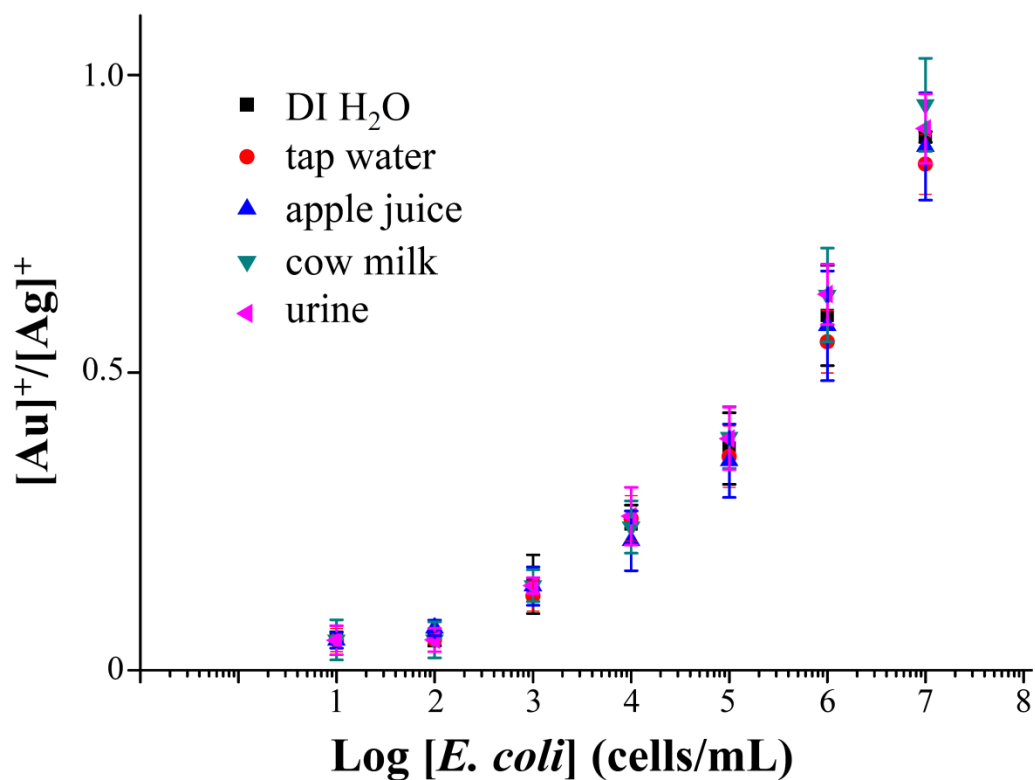 1.0
DI H₂O
tap water
apple juice
cow milk
urine
[Au]⁺/[Ag]⁺
0.5
0
1 2 3 4 5 6 7 8
Log [E. coli] (cells/mL)